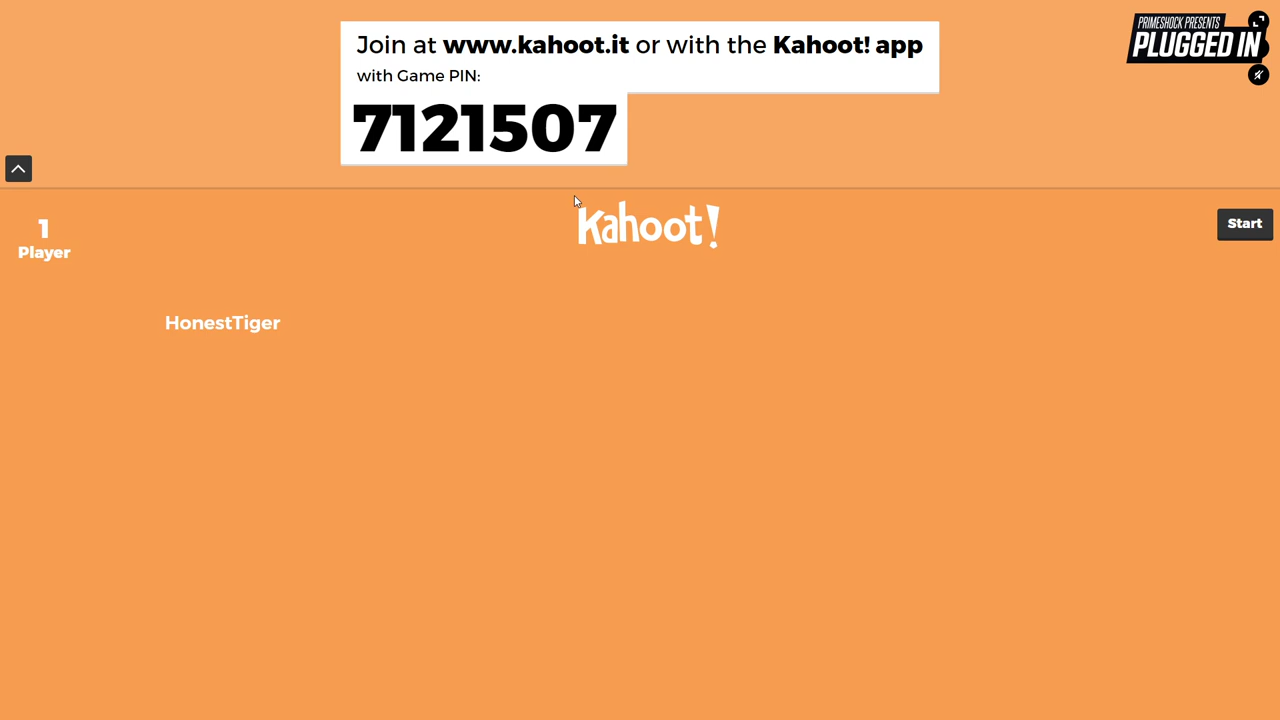 Join at www.kahoot.it or with the Kahoot! app
with Game PIN:
7121507
PRIMESHOCK PRESENTS
PLUGGED IN
1
Player
Kahoot!
Start
HonestTiger